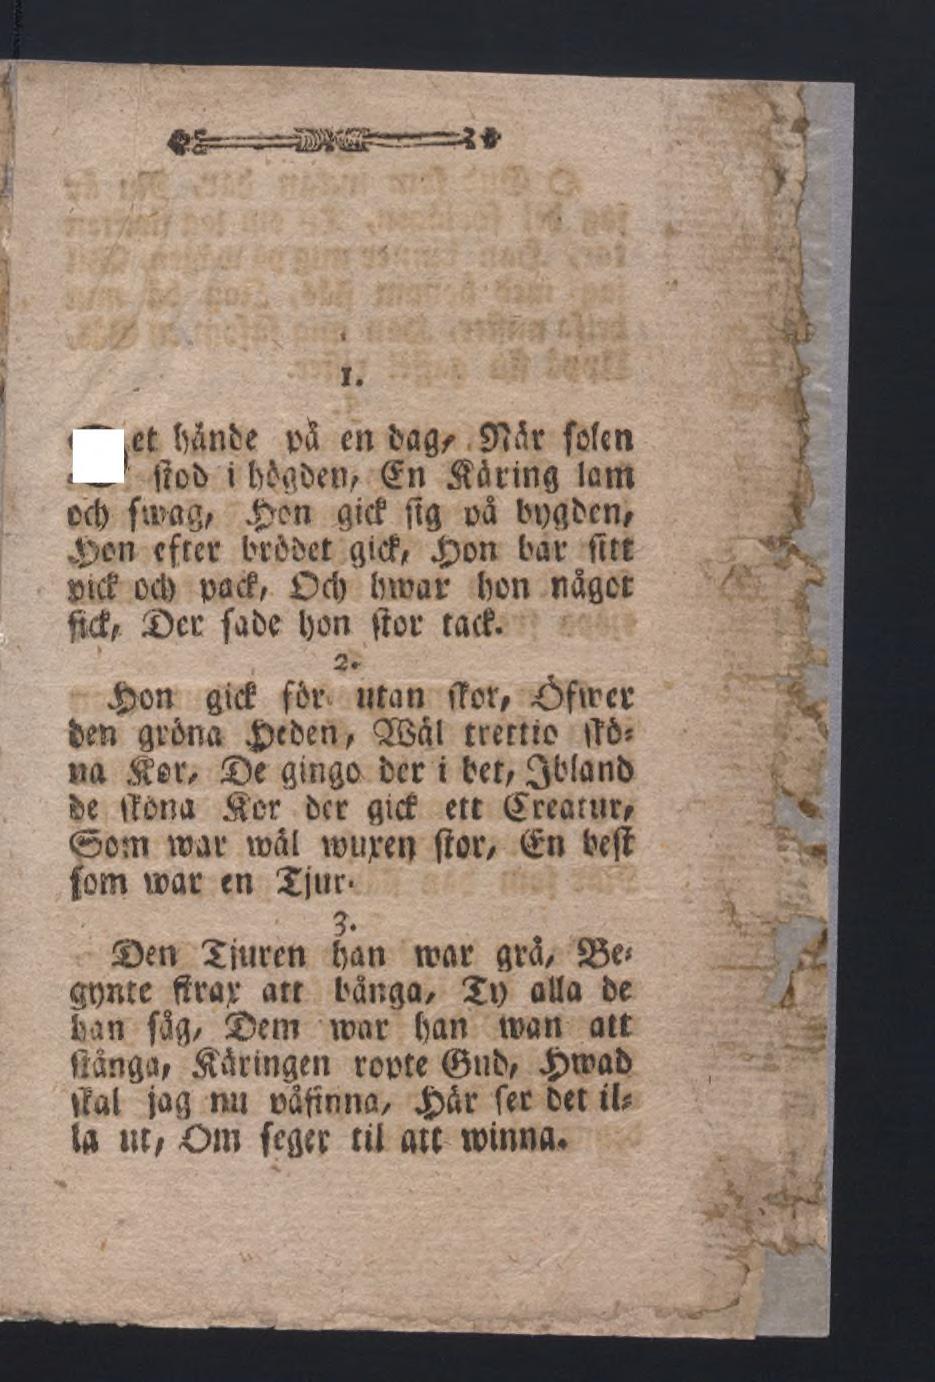 1.
et hände på en dag, När solen
stod i högden, En Käring lam
och swag, Hon gick sig på bygden,
Hon efter brödet gick, Hon bar sitt
pick och pack, Och hwar hon något
fick, Der sade hon stor tack.
2.
Hon gick för utan skor, Öfwer
den gröna Heden, Wäl trettio skö-
na Kor, De gingo der i bet, Ibland
de sköna Kor der gick ett Creatur,
Som war wäl wuxen stor, En best
som war en Tjur.
3.
Den Tjuren han war grå, Be-
gynte strax att bånga, Ty alla de
han såg, Dem war han wan att
stånga, Käringen ropte Gud, Hwad
skal jag nu påfinna, Här ser det il-
la ut, Om seger til att winna.